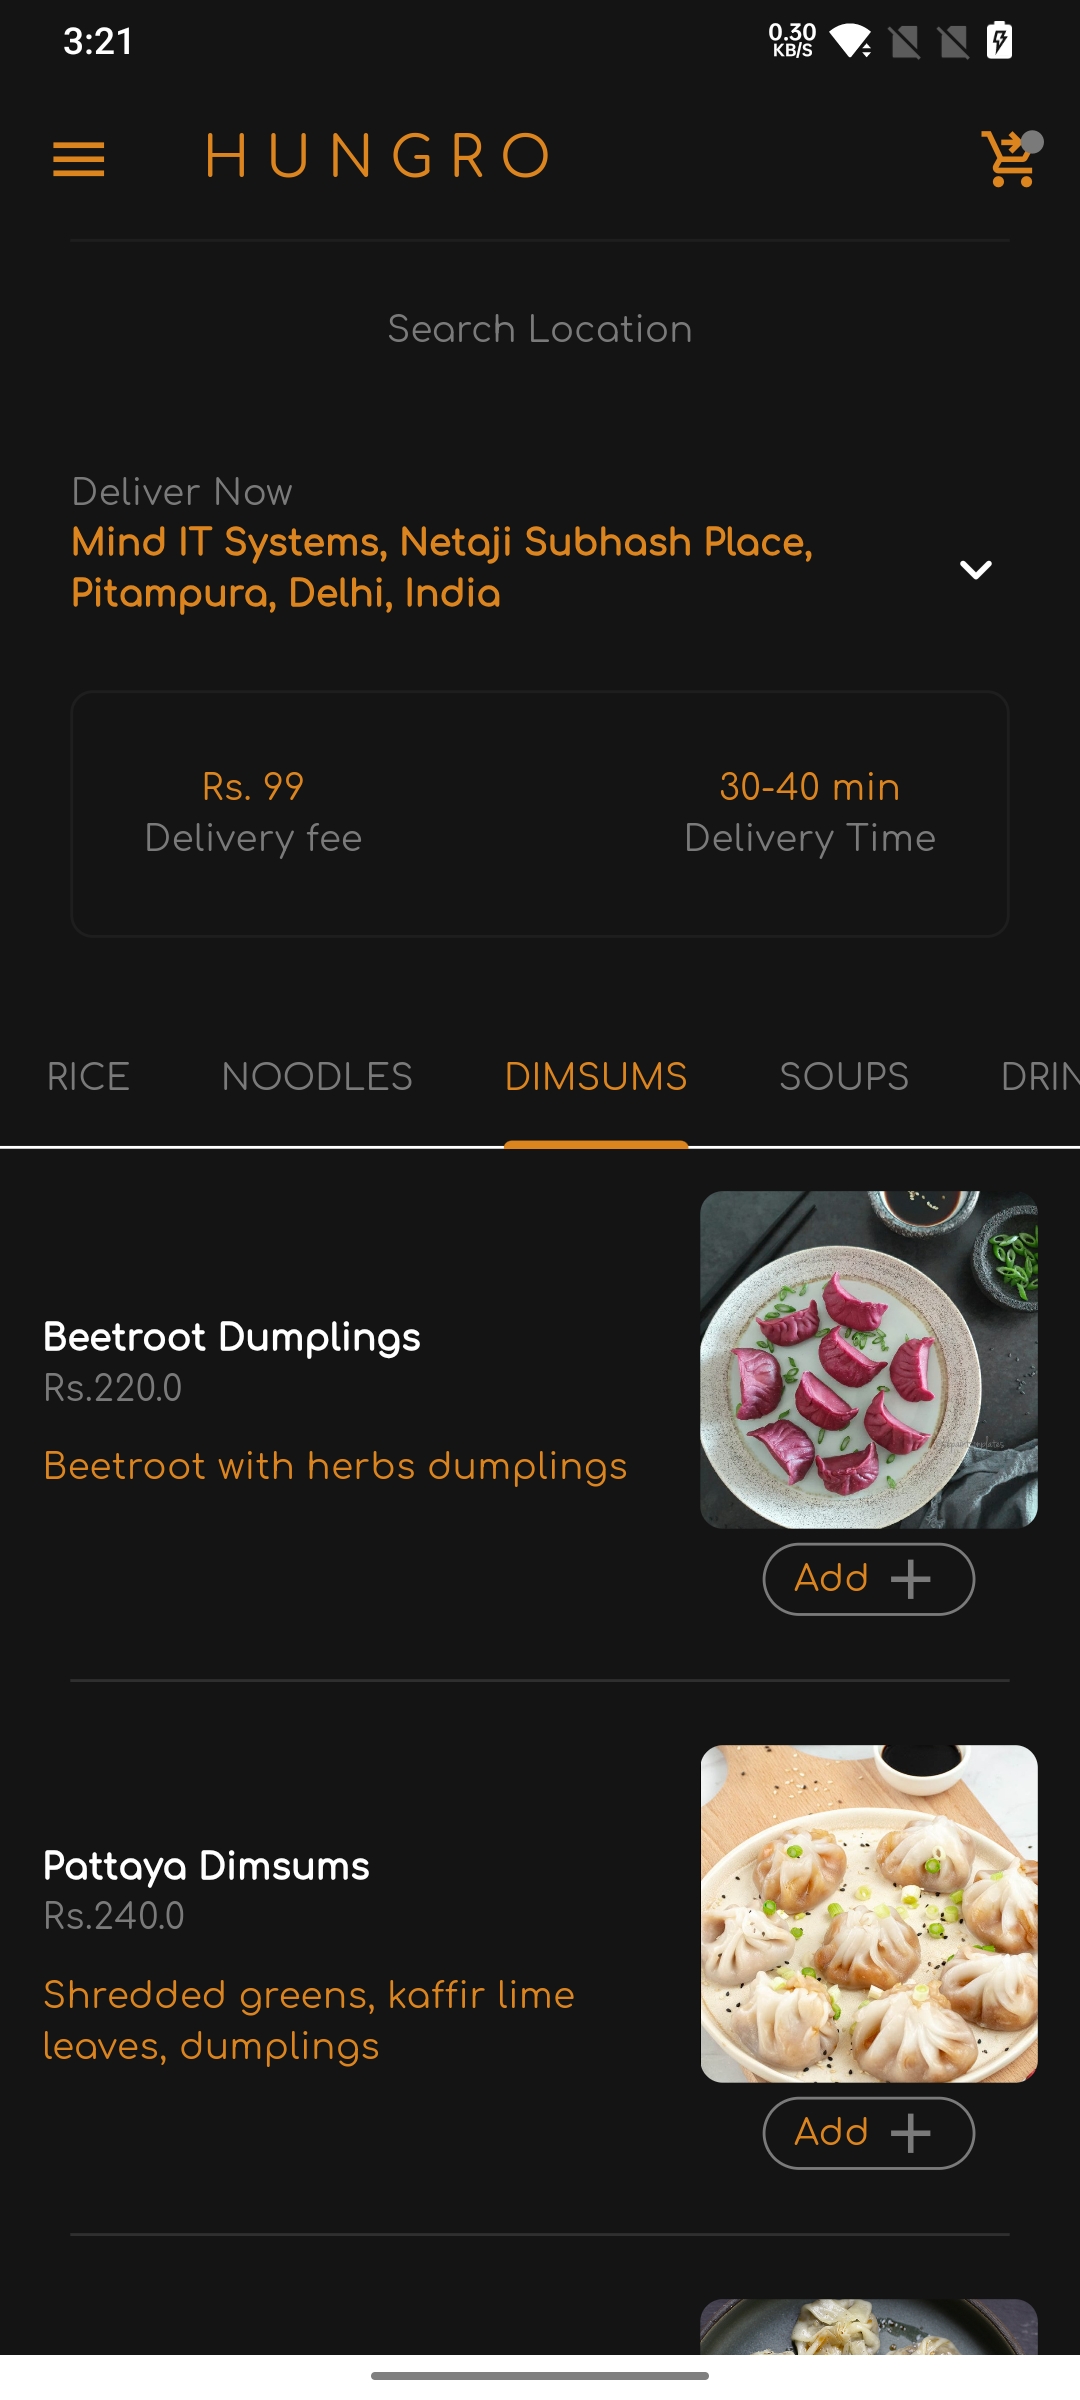 3:21
0.30
KB/S
HUNGRO
Search Location
Deliver Now
Mind IT Systems, Netaji Subhash Place,
Pitampura, Delhi, India
Rs. 99
Delivery fee
30-40 min
Delivery Time
RICE
NOODLES
DIMSUMS
SOUPS
DRIN
Beetroot Dumplings
Rs.220.0
Beetroot with herbs dumplings
Add
Pattaya Dimsums
Rs.240.0
Shredded greens, kaffir lime
leaves, dumplings
Add